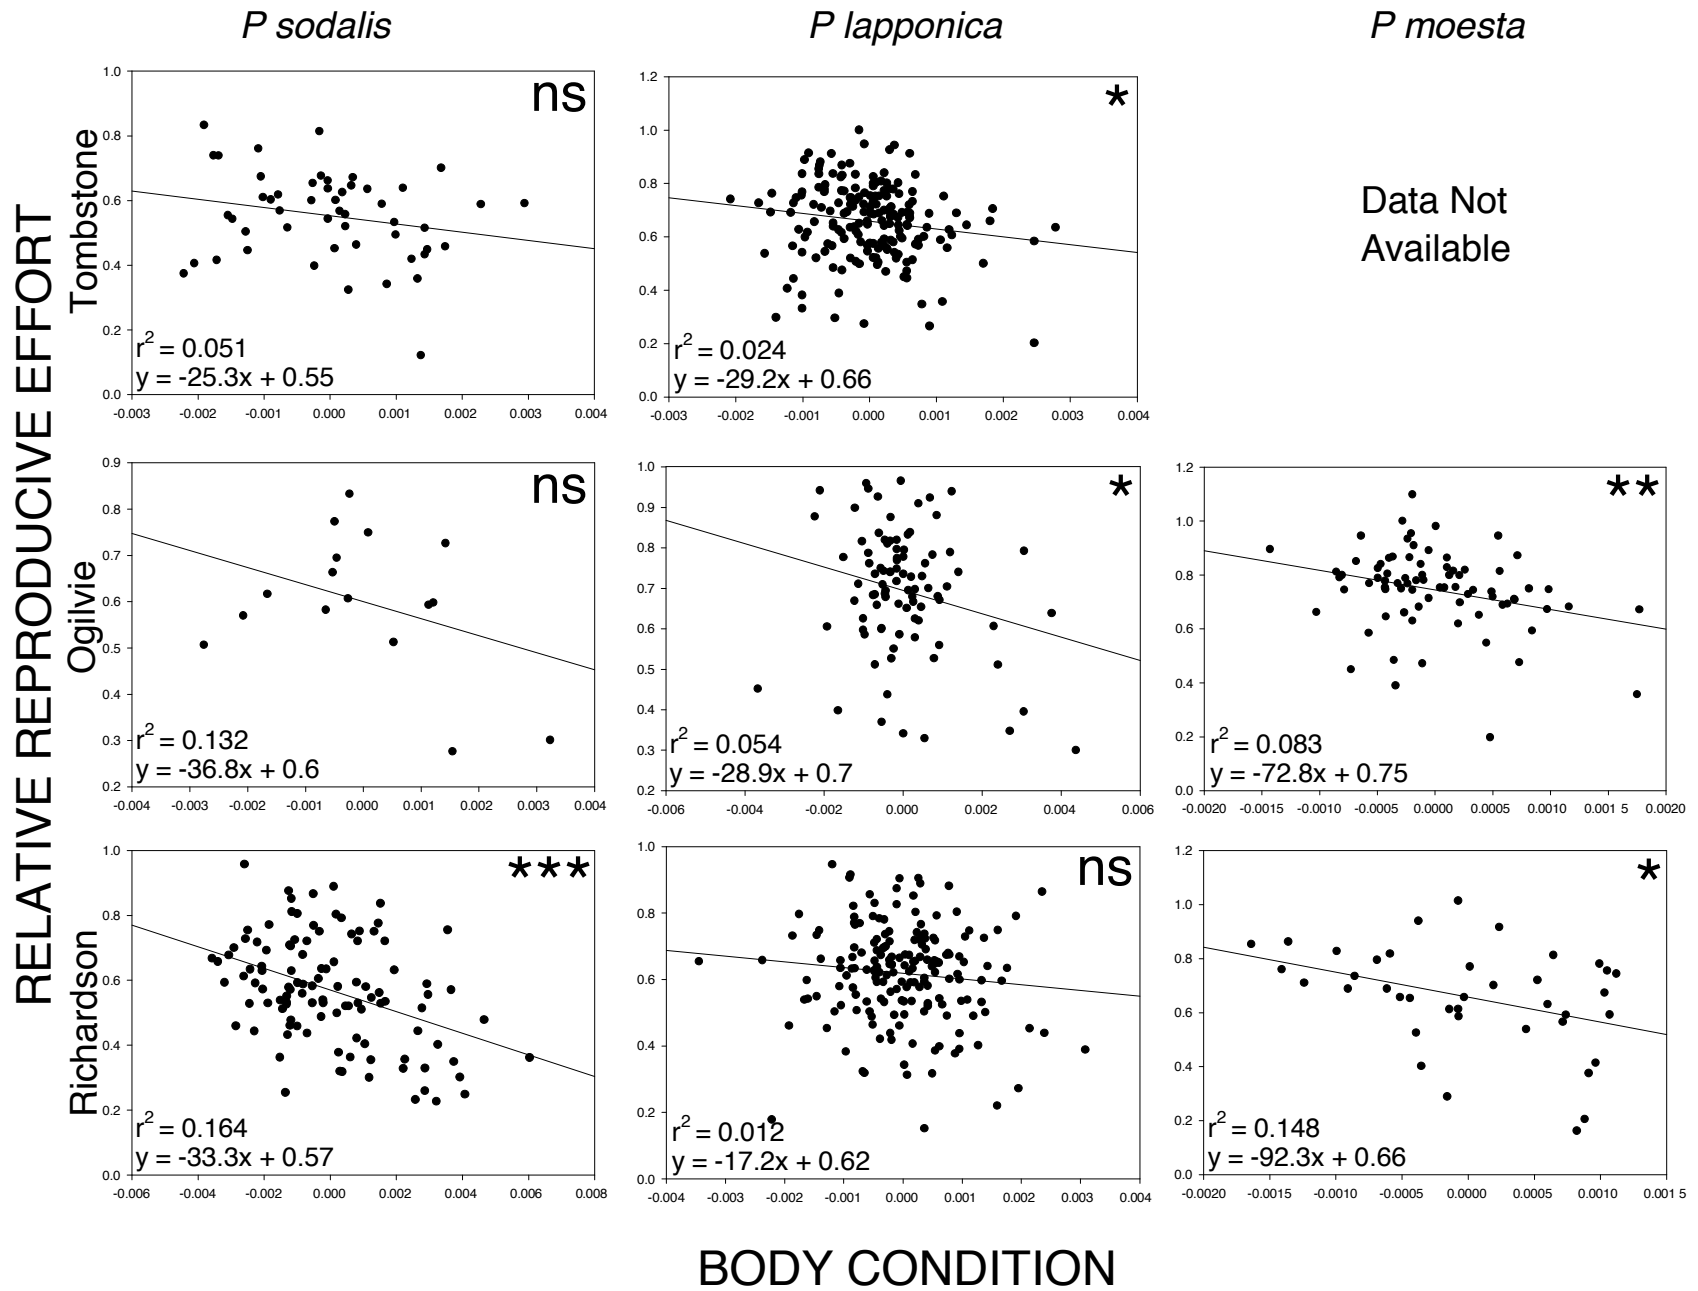 P sodalis
P lapponica
P moesta
RELATIVE REPRODUCIVE EFFORT
Tombstone
1.0
0.8
0.6
0.4
0.2
0.0
ns
r2 = 0.051
y = -25.3x + 0.55
-0.003 -0.002 -0.001 0.000 0.001 0.002 0.003 0.004
1.2
1.0
0.8
0.6
0.4
0.2
0.0
*
r2 = 0.024
y = -29.2x + 0.66
-0.003 -0.002 -0.001 0.000 0.001 0.002 0.003 0.004
Data Not
Available
Ogilvie
0.9
0.8
0.7
0.6
0.5
0.4
0.3
0.2
ns
r2 = 0.132
y = -36.8x + 0.6
-0.004 -0.003 -0.002 -0.001 0.000 0.001 0.002 0.003 0.004
1.0
0.9
0.8
0.7
0.6
0.5
0.4
0.3
0.2
*
r2 = 0.054
y = -28.9x + 0.7
-0.006 -0.004 -0.002 0.000 0.002 0.004 0.006
1.2
1.0
0.8
0.6
0.4
0.2
0.0
**
r2 = 0.083
y = -72.8x + 0.75
-0.0020 -0.0015 -0.0010 -0.0005 0.0000 0.0005 0.0010 0.001 5 0.0020
Richardson
1.0
0.8
0.6
0.4
0.2
0.0
***
r2 = 0.164
y = -33.3x + 0.57
-0.006 -0.004 -0.002 0.000 0.002 0.004 0.006 0.008
1.0
0.8
0.6
0.4
0.2
0.0
ns
r2 = 0.012
y = -17.2x + 0.62
-0.004 -0.003 -0.002 -0.001 0.000 0.001 0.002 0.003 0.004
1.2
1.0
0.8
0.6
0.4
0.2
0.0
*
r2 = 0.148
y = -92.3x + 0.66
-0.0020 -0.0015 -0.0010 -0.0005 0.0000 0.0005 0.0010 0.001 5
BODY CONDITION